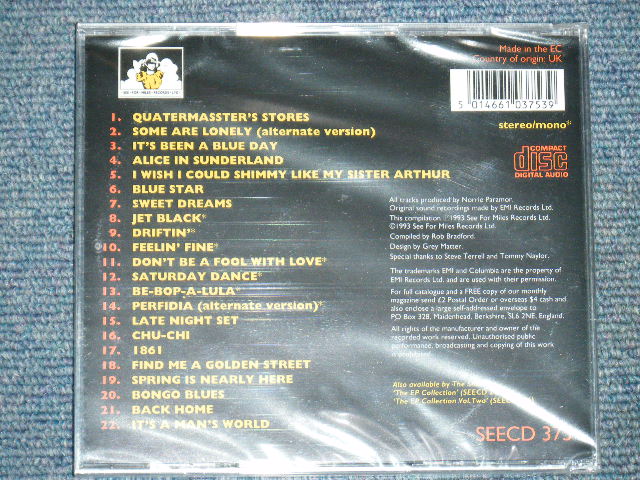 SEE·FOR·MILES·RECORDS·LTD
Made in the EC
Country of origin: UK
5 014661 037539
stereo/mono*
COMPACT
disc
DIGITAL AUDIO
1. QUATERMASSTER'S STORES
2. SOME ARE LONELY (alternate version)
3. IT'S BEEN A BLUE DAY
4. ALICE IN SUNDERLAND
5. I WISH I COULD SHIMMY LIKE MY SISTER ARTHUR
6. BLUE STAR
7. SWEET DREAMS
8. JET BLACK*
9. DRIFTIN'*
10. FEELIN' FINE*
11. DON'T BE A FOOL WITH LOVE*
12. SATURDAY DANCE*
13. BE-BOP-A-LULA*
14. PERFIDIA (alternate version)*
15. LATE NIGHT SET
16. CHU-CHI
17. 1861
18. FIND ME A GOLDEN STREET
19. SPRING IS NEARLY HERE
20. BONGO BLUES
21. BACK HOME
22. IT'S A MAN'S WORLD
All tracks produced by Norrie Paramor.
Original sound recordings made by EMI Records Ltd.
This compilation ℗1993 See For Miles Records Ltd.
©1993 See For Miles Records Ltd.
Compiled by Rob Bradford.
Design by Grey Matter.
Special thanks to Steve Terrell and Tommy Naylor.
The trademarks EMI and Columbia are the property of
EMI Records Ltd. and are used with their permission.
For full catalogue and a FREE copy of our monthly
magazine send £2 Postal Order or overseas $4 cash and
also enclose a large self-addressed envelope to
PO Box 328, Maidenhead, Berkshire, SL6 2NE, England.
All rights of the manufacturer and owner of the
recorded work reserved. Unauthorised public
performance, broadcasting and copying of this work
is prohibited.
Also available by The
'The EP Collection' (SEECD
'The EP Collection Vol. Two' (SEECD
SEECD 375